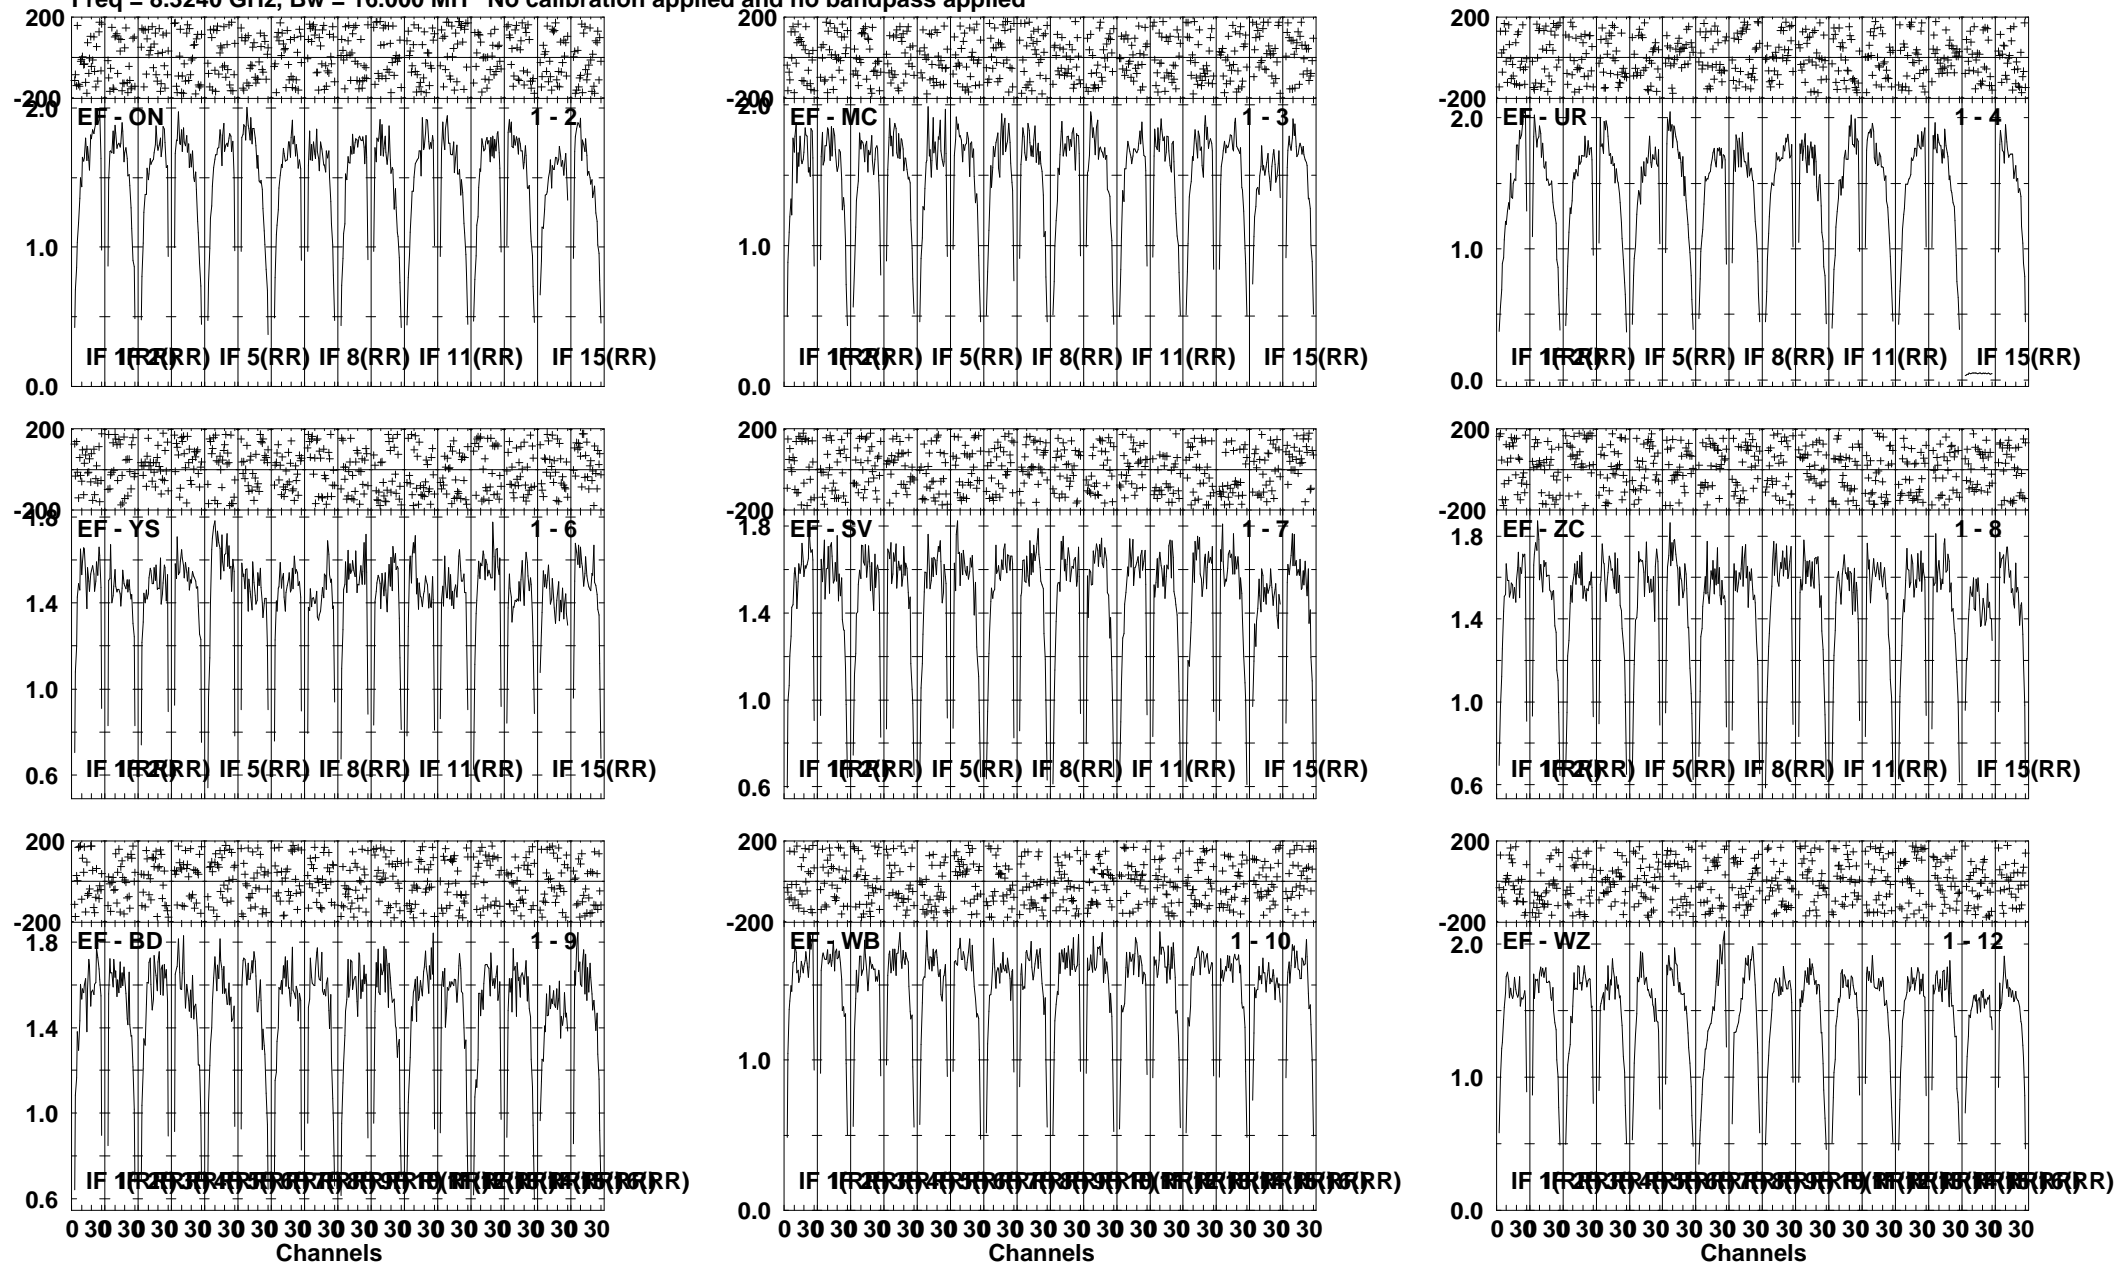 Freq = 8.3240 GHz, Bw = 16.000 MH No calibration applied and no bandpass applied
200
-200
2.0
1.0
0.0
EF - ON
1 - 2
IF 5(RR) IF 8(RR) IF 11(RR) IF 15(RR)
200
-200
2.0
1.0
0.0
EF - MC
1 - 3
IF 5(RR) IF 8(RR) IF 11(RR) IF 15(RR)
200
-200
2.0
1.0
0.0
EF - UR
1 - 4
IF 5(RR) IF 8(RR) IF 11(RR) IF 15(RR)
200
-200
1.8
1.4
1.0
0.6
EF - YS
1 - 6
IF 5(RR) IF 8(RR) IF 11(RR) IF 15(RR)
200
-200
1.8
1.4
1.0
0.6
EF - SV
1 - 7
IF 5(RR) IF 8(RR) IF 11(RR) IF 15(RR)
200
-200
1.8
1.4
1.0
0.6
EF - ZC
1 - 8
IF 5(RR) IF 8(RR) IF 11(RR) IF 15(RR)
200
-200
1.8
1.4
1.0
0.6
EF - BD
1 - 9
0 30 30 30 30 30 30 30 30 30 30 30 30 30 30 30 30
Channels
200
-200
1.0
0.0
EF - WB
1 - 10
0 30 30 30 30 30 30 30 30 30 30 30 30 30 30 30 30
Channels
200
-200
2.0
1.0
0.0
EF - WZ
1 - 12
0 30 30 30 30 30 30 30 30 30 30 30 30 30 30 30 30
Channels